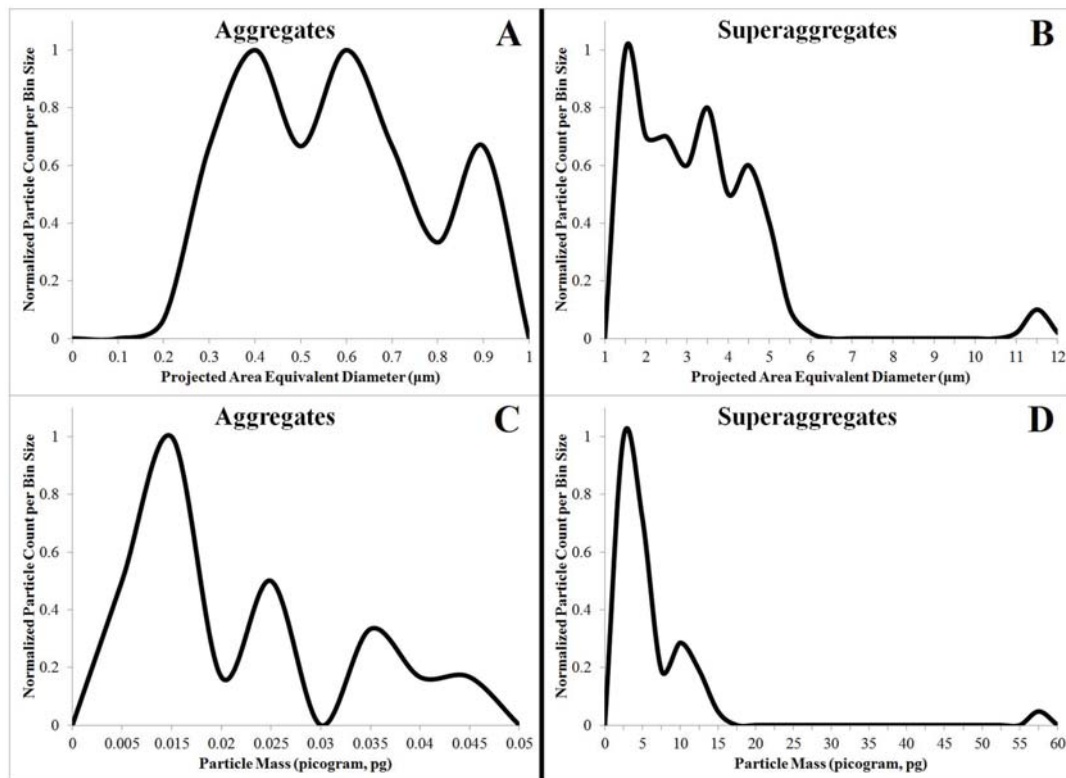 Aggregates
A
Normalized Particle Count per Bin Size
1
0.8
0.6
0.4
0.2
0
0 0.1 0.2 0.3 0.4 0.5 0.6 0.7 0.8 0.9 1
Projected Area Equivalent Diameter (µm)
Superaggregates
B
Normalized Particle Count per Bin Size
1
0.8
0.6
0.4
0.2
0
1 2 3 4 5 6 7 8 9 10 11 12
Projected Area Equivalent Diameter (µm)
Aggregates
C
Normalized Particle Count per Bin Size
1
0.8
0.6
0.4
0.2
0
0 0.005 0.015 0.02 0.025 0.03 0.035 0.04 0.045 0.05
Particle Mass (picogram, pg)
Superaggregates
D
Normalized Particle Count per Bin Size
1
0.8
0.6
0.4
0.2
0
0 5 10 15 20 25 30 35 40 45 50 55 60
Particle Mass (picogram, pg)